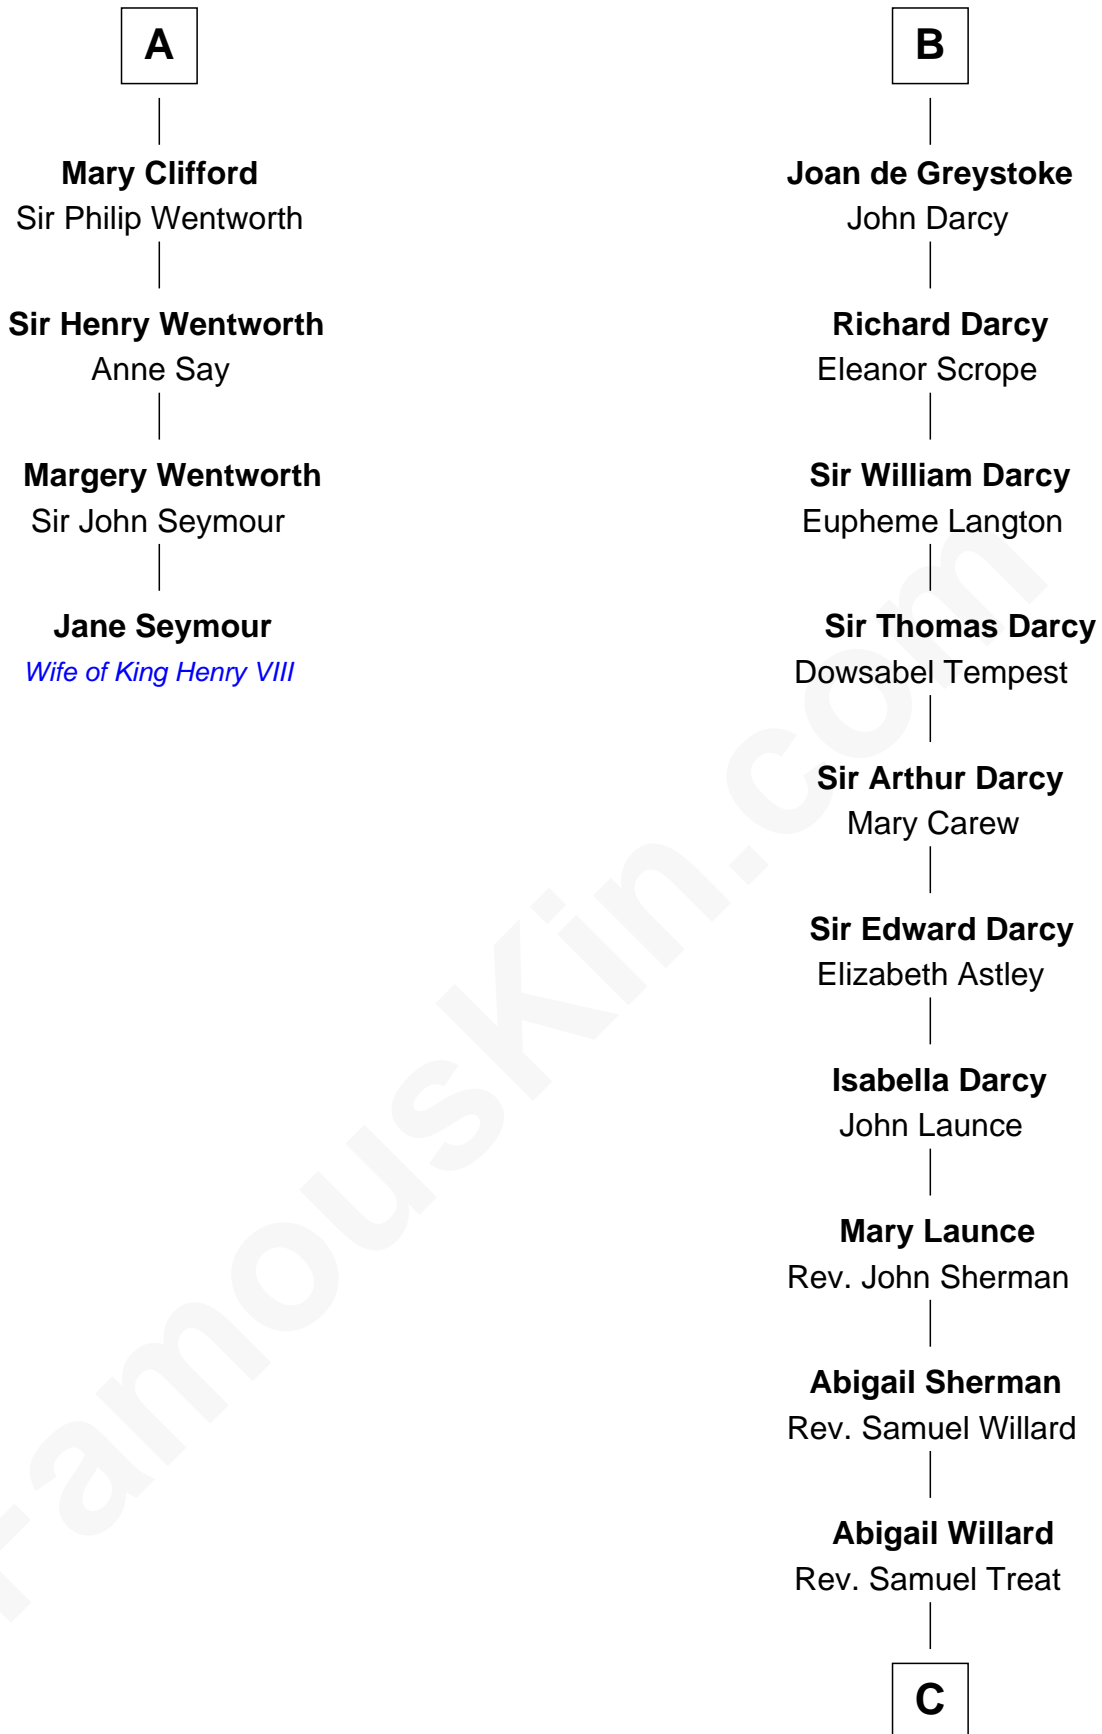 A
Mary Clifford
Sir Philip Wentworth
Sir Henry Wentworth
Anne Say
Margery Wentworth
Sir John Seymour
Jane Seymour
Wife of King Henry VIII
B
Joan de Greystoke
John Darcy
Richard Darcy
Eleanor Scrope
Sir William Darcy
Eupheme Langton
Sir Thomas Darcy
Dowsabel Tempest
Sir Arthur Darcy
Mary Carew
Sir Edward Darcy
Elizabeth Astley
Isabella Darcy
John Launce
Mary Launce
Rev. John Sherman
Abigail Sherman
Rev. Samuel Willard
Abigail Willard
Rev. Samuel Treat
C
FamousKin.com